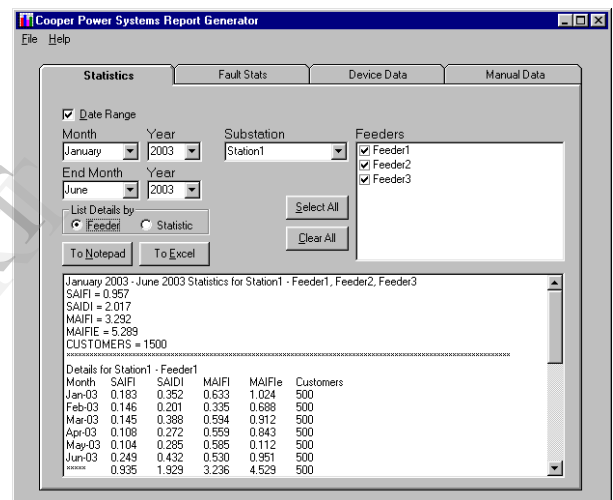 Cooper Power Systems Report Generator
File Help
Statistics Fault Stats Device Data Manual Data
Date Range
Month Year Substation Feeders
January 2003 Station1 Feeder1
Feeder2
Feeder3
End Month Year
June 2003
List Details by
Feeder Statistic
Select All
Clear All
To Notepad To Excel
January 2003 - June 2003 Statistics for Station1 - Feeder1, Feeder2, Feeder3
SAIFI = 0.957
SAIDI = 2.017
MAIFI = 3.292
MAIFIE = 5.289
CUSTOMERS = 1500
Details for Station1 - Feeder1
Month SAIFI SAIDI MAIFI MAIFIe Customers
Jan-03 0.183 0.352 0.633 1.024 500
Feb-03 0.146 0.201 0.335 0.688 500
Mar-03 0.145 0.388 0.594 0.912 500
Apr-03 0.108 0.272 0.559 0.843 500
May-03 0.104 0.285 0.585 0.112 500
Jun-03 0.249 0.432 0.530 0.951 500
***** 0.935 1.929 3.236 4.529 500